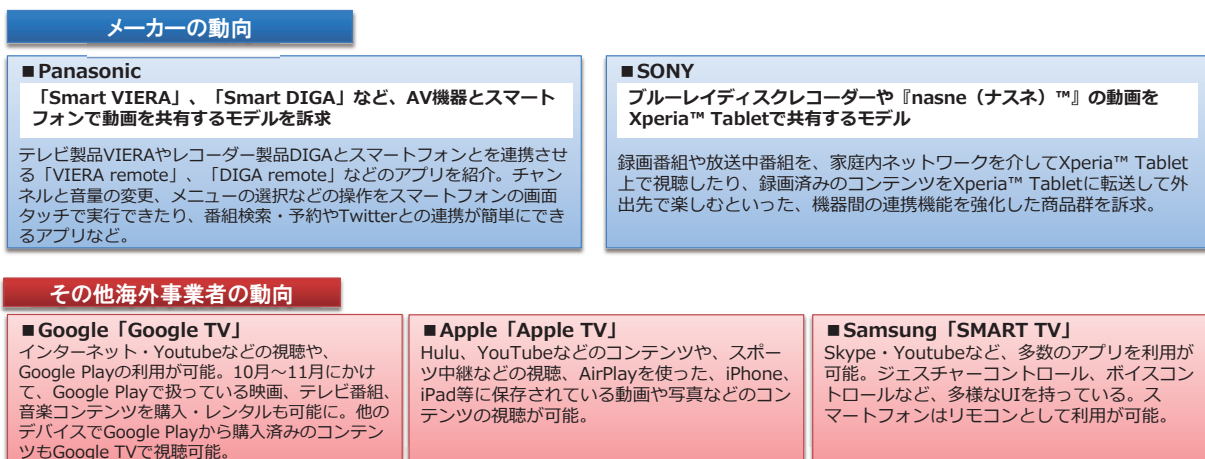 メーカーの動向
■Panasonic
「Smart VIERA」、「Smart DIGA」など、AV機器とスマート
フォンで動画を共有するモデルを訴求
テレビ製品VIERAやレコーダー製品DIGAとスマートフォンとを連携させ
る「VIERA remote」、「DIGA remote」などのアプリを紹介。チャン
ネルと音量の変更、メニューの選択などの操作をスマートフォンの画面
タッチで実行できたり、番組検索・予約やTwitterとの連携が簡単にでき
るアプリなど。
■SONY
ブルーレイディスクレコーダーや『nasne（ナスネ）™』の動画を
Xperia™ Tabletで共有するモデル
録画番組や放送中番組を、家庭内ネットワークを介してXperia™ Tablet
上で視聴したり、録画済みのコンテンツをXperia™ Tabletに転送して外
出先で楽しむといった、機器間の連携機能を強化した商品群を訴求。
その他海外事業者の動向
■Google「Google TV」
インターネット・Youtubeなどの視聴や、
Google Playの利用が可能。10月～11月にかけ
て、Google Playで扱っている映画、テレビ番組、
音楽コンテンツを購入・レンタルも可能に。他の
デバイスでGoogle Playから購入済みのコンテン
ツもGoogle TVで視聴可能。
■Apple「Apple TV」
Hulu、YouTubeなどのコンテンツや、スポー
ツ中継などの視聴、AirPlayを使った、iPhone、
iPad等に保存されている動画や写真などのコン
テンツの視聴が可能。
■Samsung「SMART TV」
Skype・Youtubeなど、多数のアプリを利用が
可能。ジェスチャーコントロール、ボイスコン
トロールなど、多様なUIを持っている。ス
マートフォンはリモコンとして利用が可能。